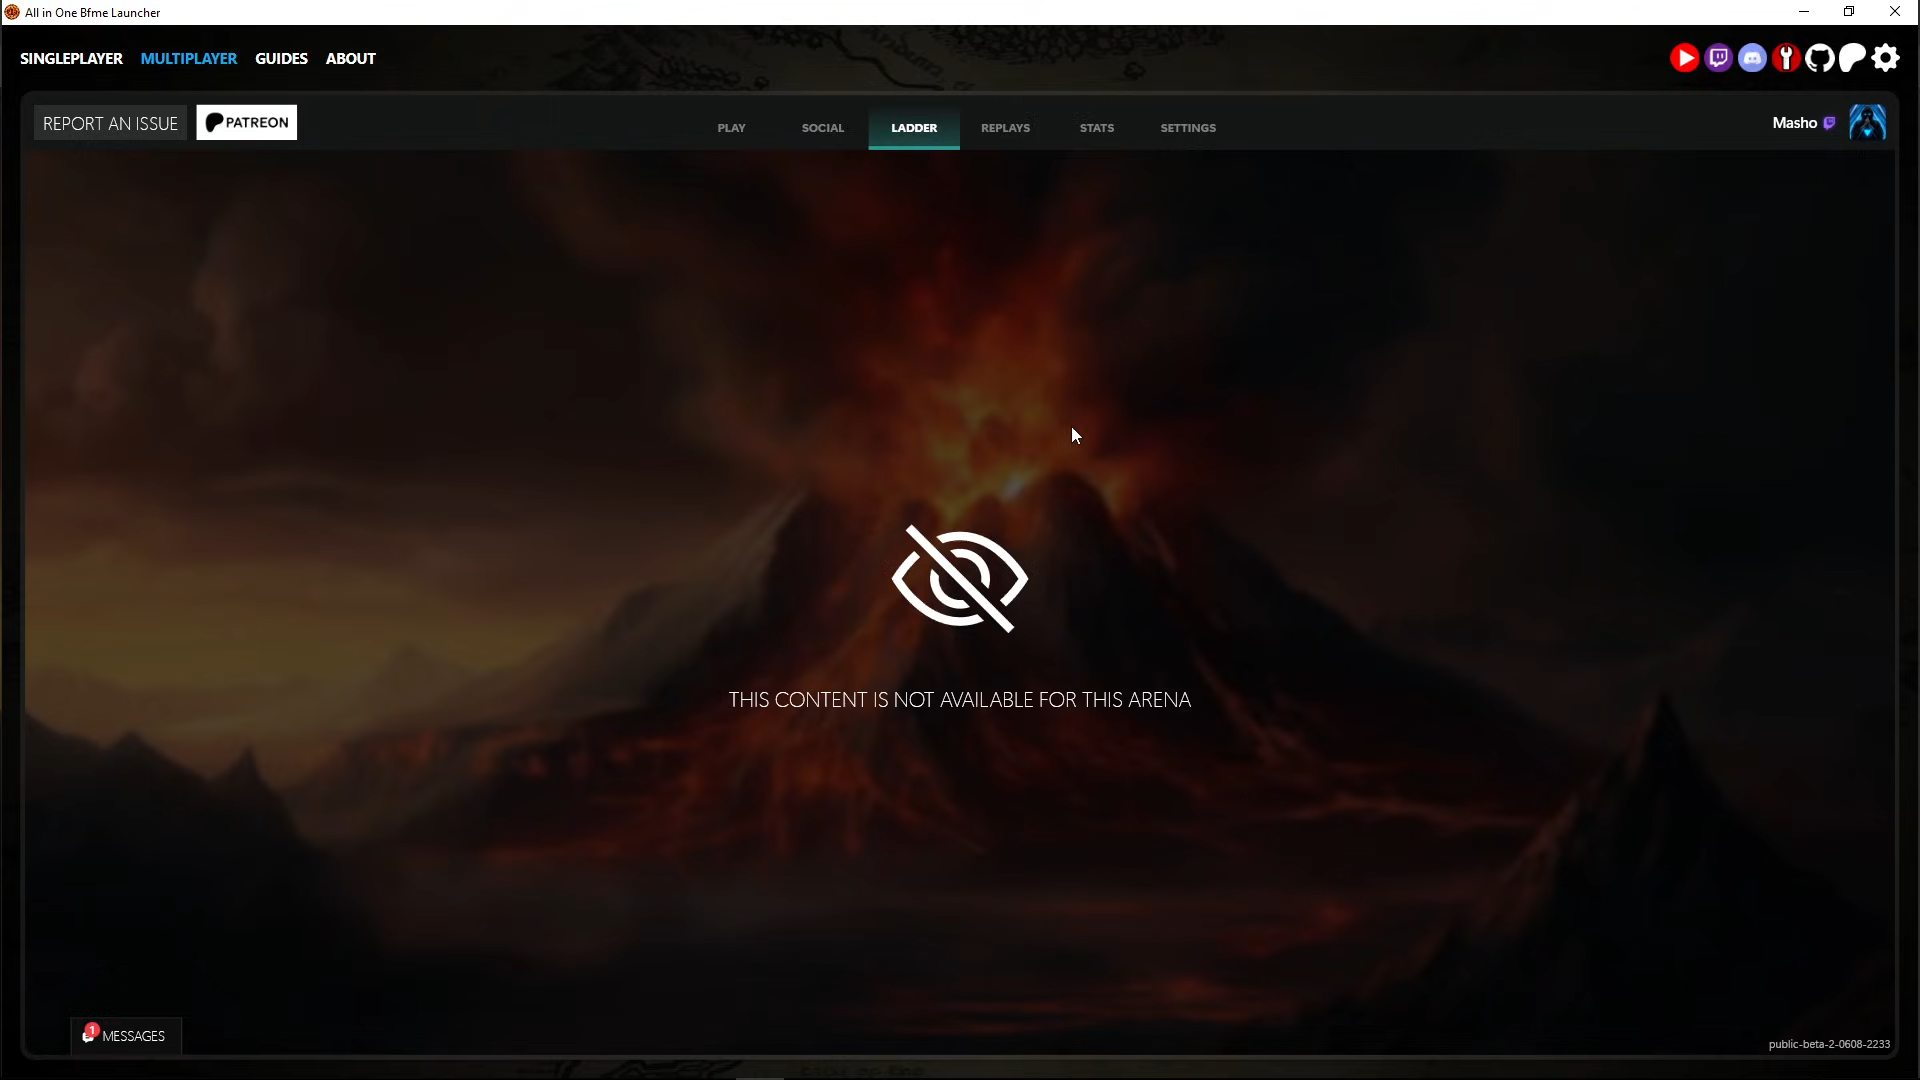 All in One Bfme Launcher
SINGLEPLAYER MULTIPLAYER GUIDES ABOUT
REPORT AN ISSUE PATREON PLAY SOCIAL LADDER REPLAYS STATS SETTINGS Masho
THIS CONTENT IS NOT AVAILABLE FOR THIS ARENA
1 MESSAGES
public-beta-2-0608-2233